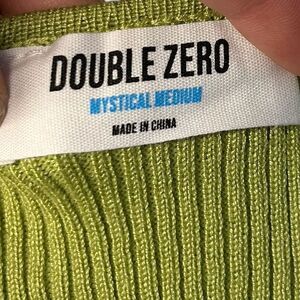 DOUBLE ZERO
MYSTICAL MEDIUM
MADE IN CHINA